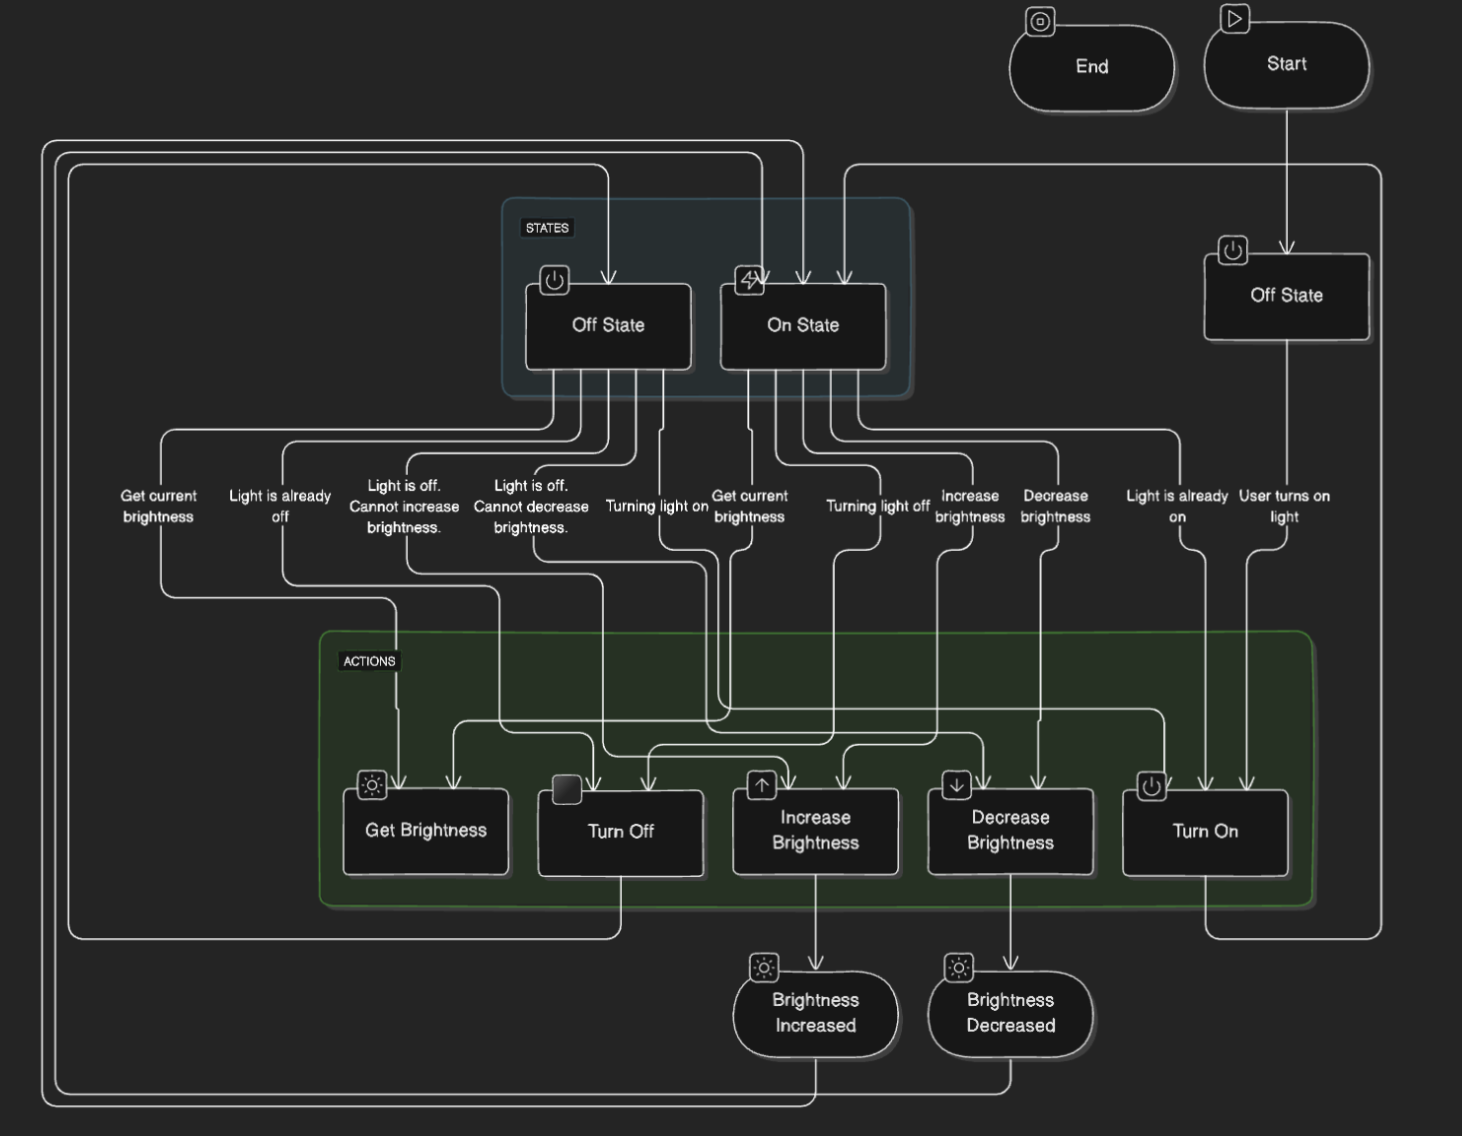 End
Start
STATES
Off State
On State
Off State
Get current
brightness
Light is already
off
Light is off.
Cannot increase
brightness.
Light is off.
Cannot decrease
brightness.
Turning light on
Get current
brightness
Turning light off
Increase
brightness
Decrease
brightness
Light is already
on
User turns on
light
ACTIONS
Get Brightness
Turn Off
Increase
Brightness
Decrease
Brightness
Turn On
Brightness
Increased
Brightness
Decreased